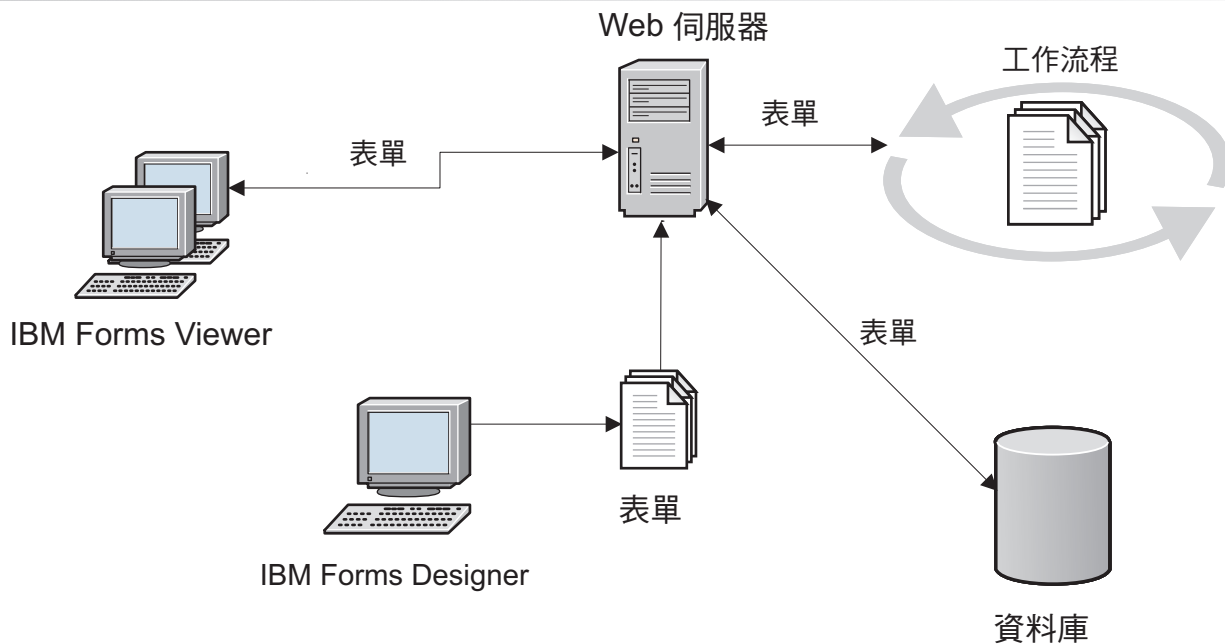 Web 伺服器
工作流程
表單
表單
IBM Forms Viewer
表單
表單
IBM Forms Designer
資料庫